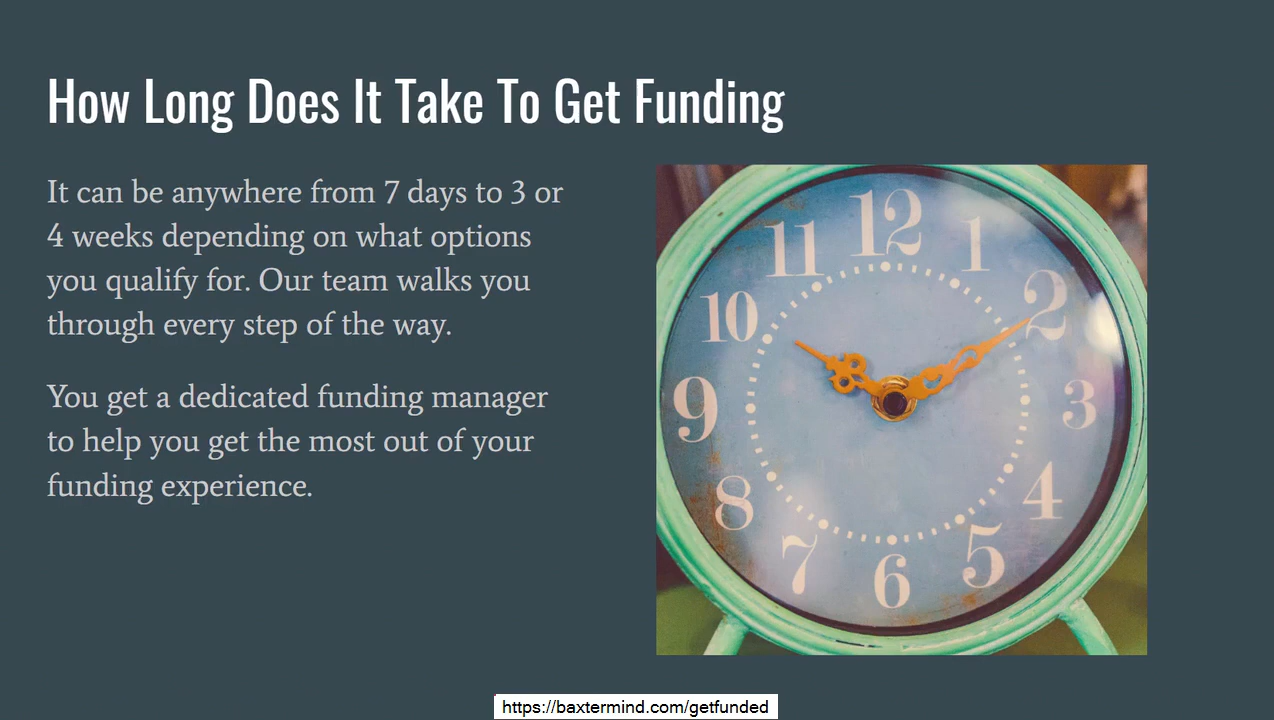 How Long Does It Take To Get Funding
It can be anywhere from 7 days to 3 or
4 weeks depending on what options
you qualify for. Our team walks you
through every step of the way.
You get a dedicated funding manager
to help you get the most out of your
funding experience.
12
11
1
10
2
9
3
8
4
7
5
6
https://baxtermind.com/getfunded